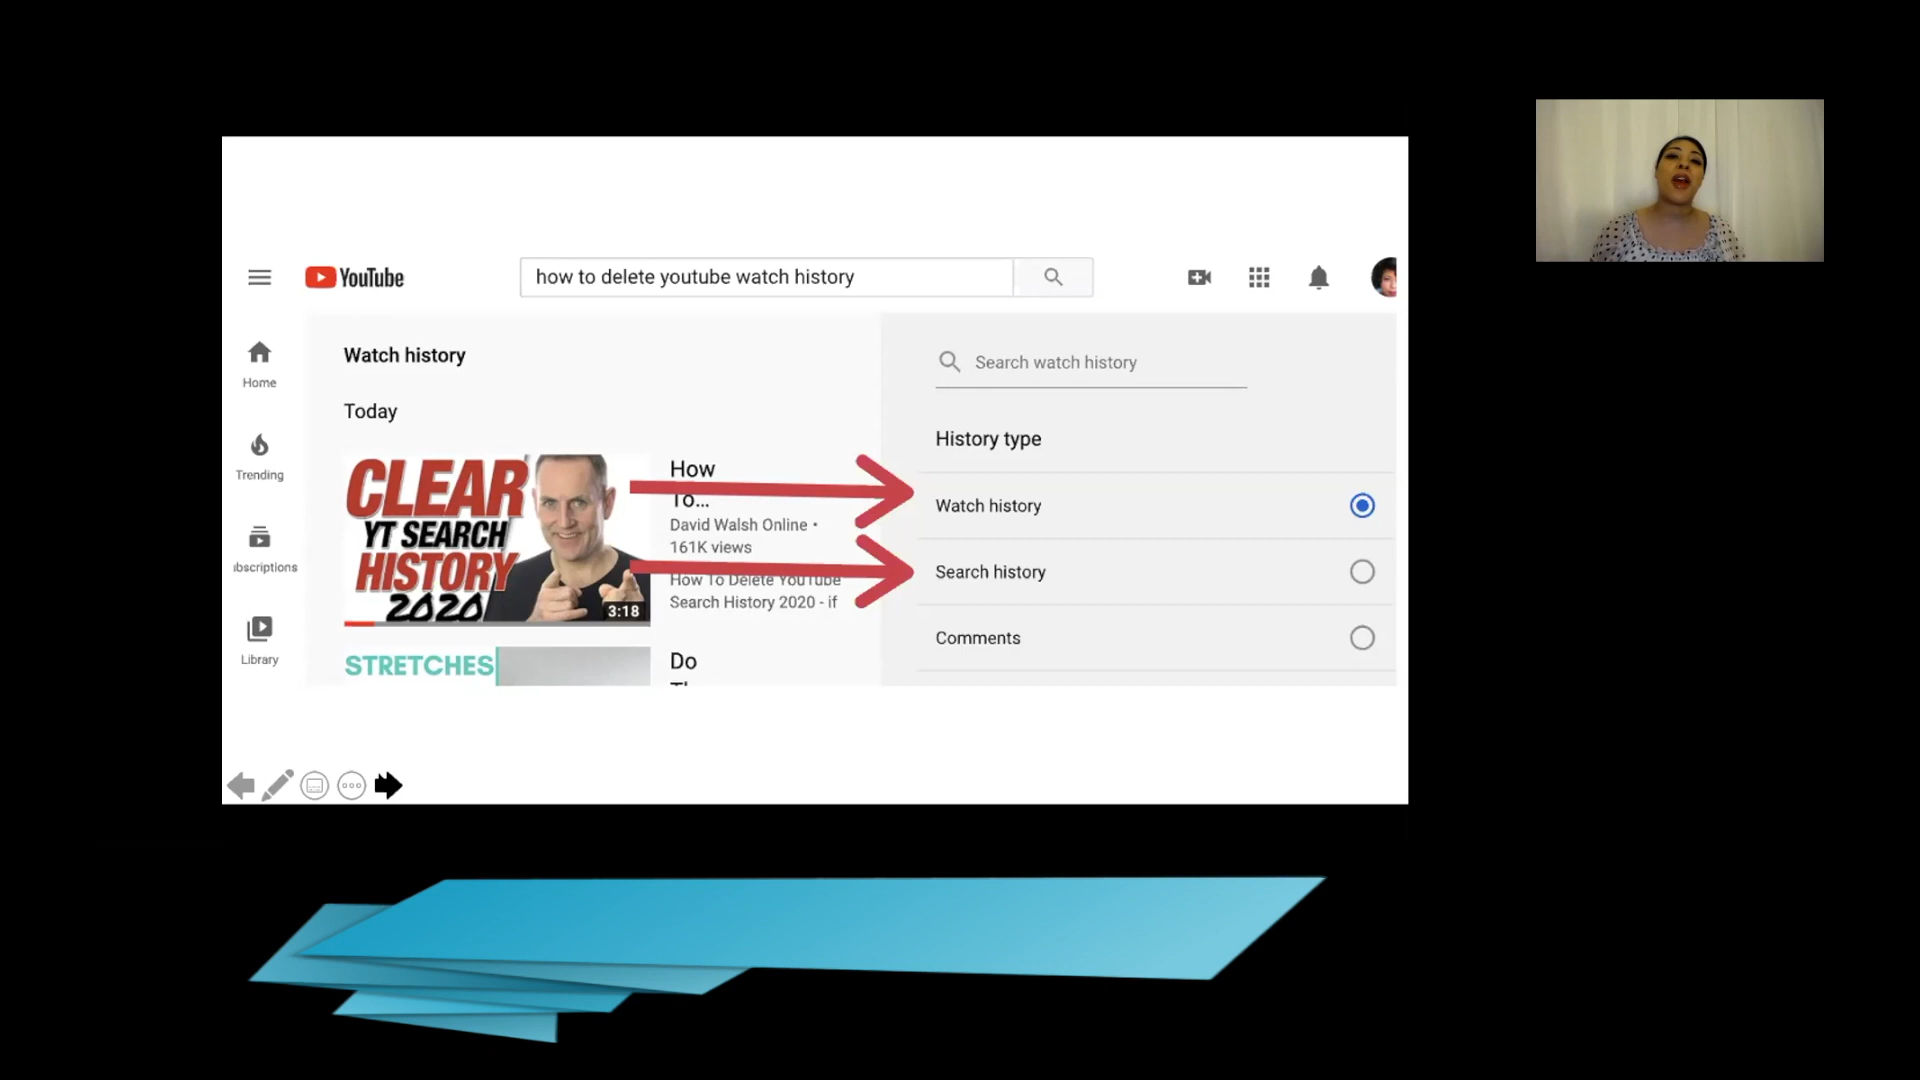 YouTube
how to delete youtube watch history
Home
Trending
ubscriptions
Library
Watch history
Today
CLEAR
YT SEARCH
HISTORY
2020
3:18
How
To...
David Walsh Online •
161K views
How To Delete YouTube
Search History 2020 - if
STRETCHES
Do
Search watch history
History type
Watch history
Search history
Comments